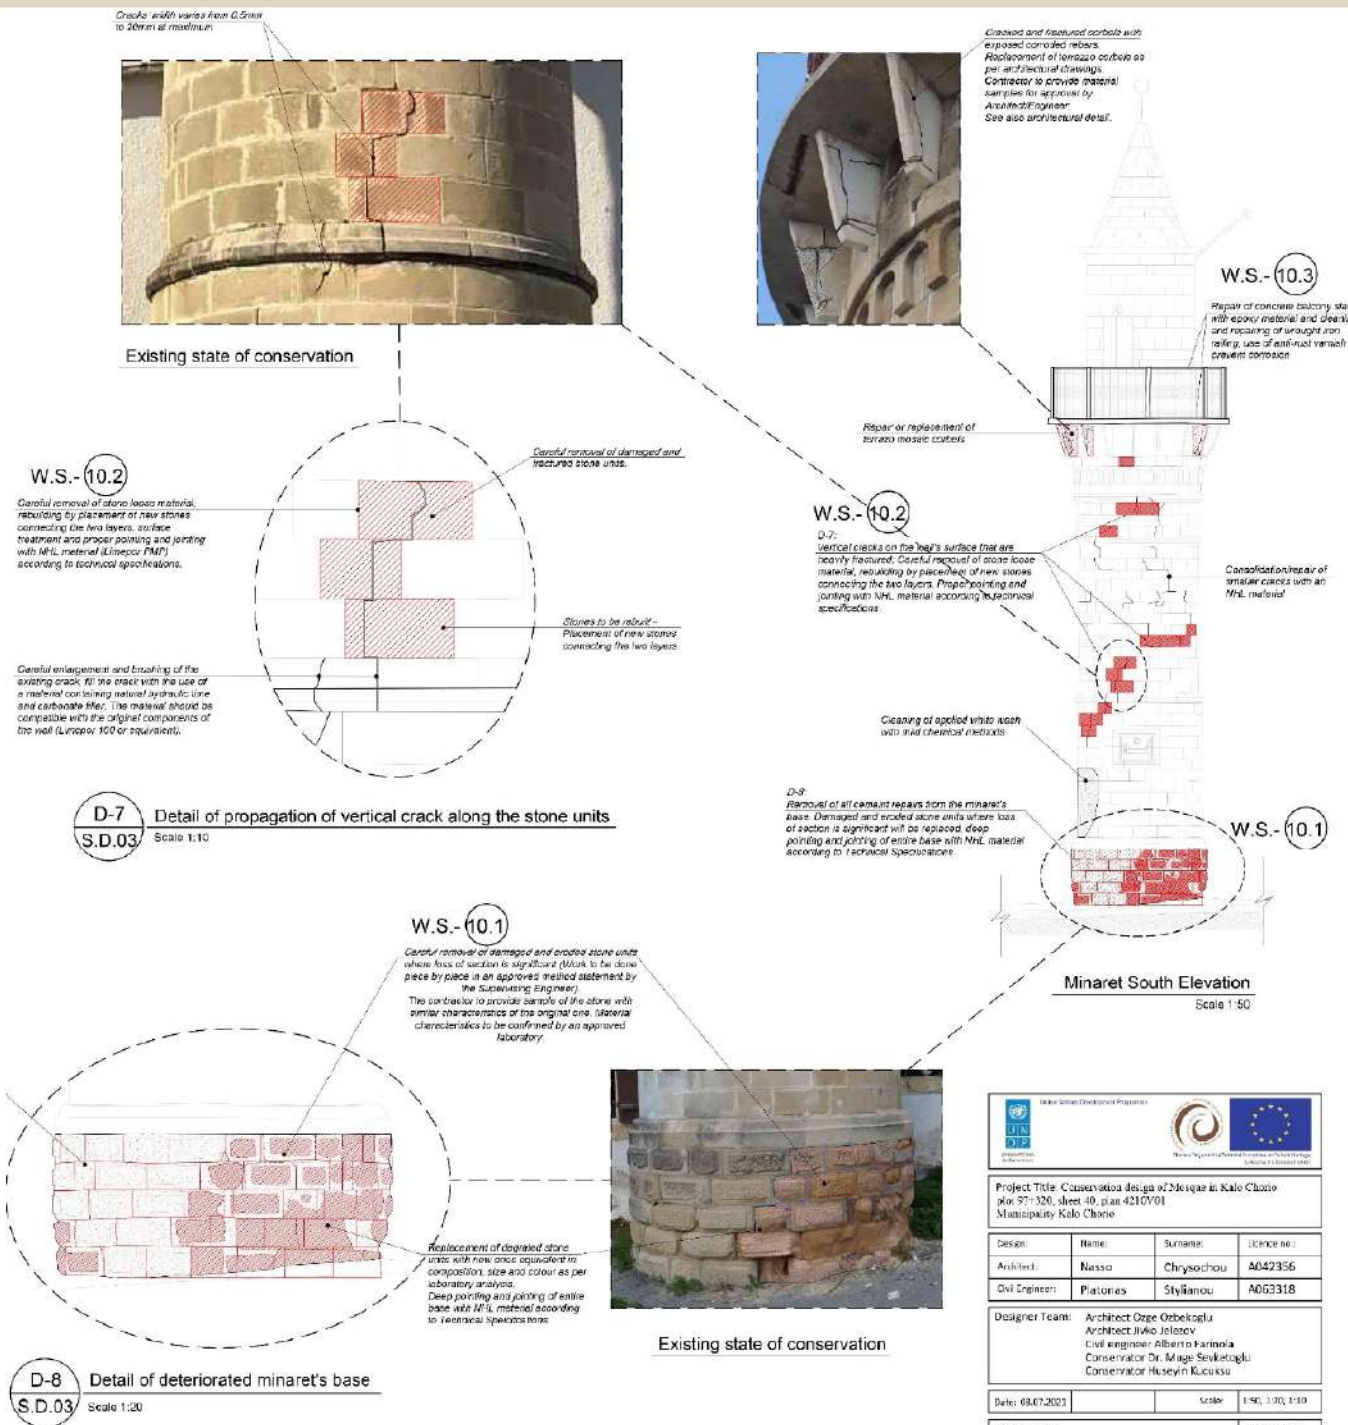 Cracks' width varies from 0.5mm
to 20mm at maximum
Cracked and fractured corbels with
exposed corroded rebars.
Replacement of terrazzo corbels as
per architectural drawings.
Contractor to provide material
samples for approval by
Architect/Engineer.
See also architectural detail.
Existing state of conservation
W.S.- 10.3
Repair of concrete balcony
with epoxy material and
and repairing of wrought iron
railing, use of anti-rust varnish
prevent corrosion
Repair or replacement of
terrazo mosaic corbels
W.S.- 10.2
Careful removal of stone loose material,
rebuilding by placement of new stones
connecting the two layers, surface
treatment and proper pointing and jointing
with NHL material (Limepor PMP)
according to technical specifications.
Careful removal of damaged and
fractured stone units.
W.S.- 10.2
D-7:
Vertical cracks on the wall's surface that are
heavily fractured; Careful removal of stone loose
material, rebuilding by placement of new stones
connecting the two layers. Proper pointing and
jointing with NHL material according to technical
specifications.
Consolidation/repair of
smaller cracks with an
NHL material
Stones to be rebuilt -
Placement of new stones
connecting the two layers
Careful enlargement and brushing of the
existing crack, fill the crack with the use of
a material containing natural hydraulic lime
and carbonate filler. The material should be
compatible with the original components of
the wall (Limepor 100 or equivalent).
Cleaning of applied white wash
with mild chemical methods
D-7
S.D.03
Detail of propagation of vertical crack along the stone units
Scale 1:10
D-8:
Removal of all cement repairs from the minaret's
base. Damaged and eroded stone units where loss
of section is significant will be replaced, deep
pointing and jointing of entire base with NHL material
according to Technical Specifications
W.S.- 10.1
W.S.- 10.1
Careful removal of damaged and eroded stone units
where loss of section is significant (Work to be done
piece by piece in an approved method statement by
the Supervising Engineer).
The contractor to provide sample of the stone with
similar characteristics of the original one. Material
characteristics to be confirmed by an approved
laboratory.
Minaret South Elevation
Scale 1:50
Replacement of degraded stone
units with new ones equivalent in
composition, size and colour as per
laboratory analysis.
Deep pointing and jointing of entire
base with NHL material according
to Technical Specifications
Existing state of conservation
D-8
S.D.03
Detail of deteriorated minaret's base
Scale 1:20
United Nations Development Programme
U N
D P
Project Title: Conservation design of Mosque in Kalo Chorio
plot 97+320, sheet 40, plan 4210V01
Municipality Kalo Chorio
Design: Name: Surname: Licence no.:
Architect: Nasso Chrysochou A042356
Civil Engineer: Platonas Stylianou A063318
Designer Team: Architect Ozge Ozbekoglu
Architect Jivko Jelezov
Civil engineer Alberto Farinola
Conservator Dr. Muge Sevketoglu
Conservator Huseyin Kucuksu
Date: 08.07.2021 Scale: 1:50, 1:20, 1:10